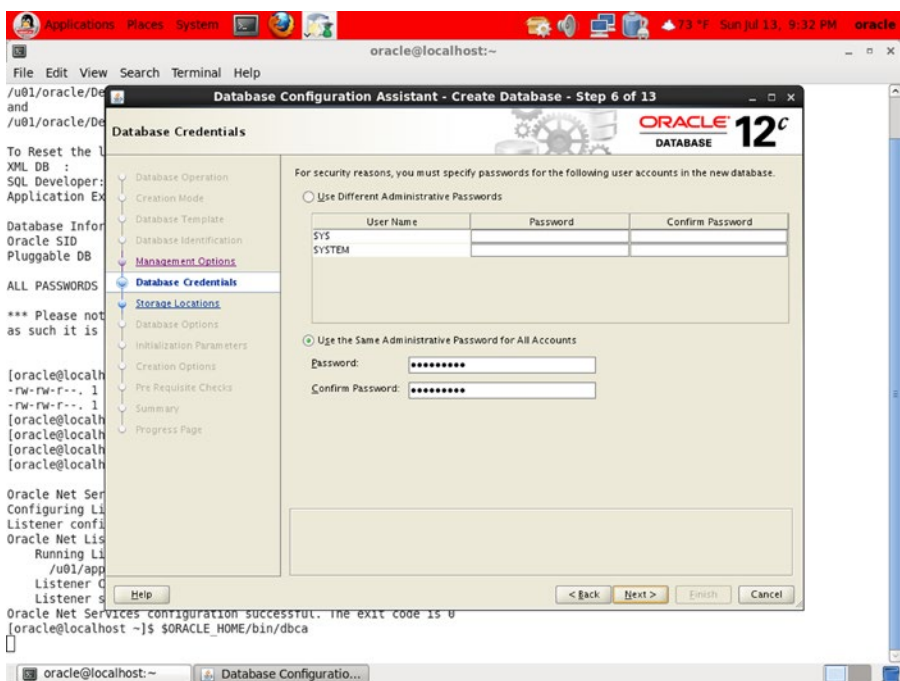 Applications Places System 73 °F Sun Jul 13, 9:32 PM oracle
oracle@localhost:~
File Edit View Search Terminal Help
/u01/oracle/De
and
/u01/oracle/De
To Reset the l
XML DB :
SQL Developer:
Application Ex
Database Infor
Oracle SID
Pluggable DB
ALL PASSWORDS
*** Please not
as such it is
[oracle@localh
-rw-rw-r--. 1
-rw-rw-r--. 1
[oracle@localh
[oracle@localh
[oracle@localh
[oracle@localh
Oracle Net Ser
Configuring Li
Listener confi
Oracle Net Lis
Running Li
/u01/app
Listener C
Listener s
Oracle Net Services configuration successful. The exit code is 0
[oracle@localhost ~]$ $ORACLE_HOME/bin/dbca
Database Configuration Assistant - Create Database - Step 6 of 13
Database Credentials
ORACLE DATABASE 12c
Database Operation
Creation Mode
Database Template
Database Identification
Management Options
Database Credentials
Storage Locations
Database Options
Initialization Parameters
Creation Options
Pre Requisite Checks
Summary
Progress Page
For security reasons, you must specify passwords for the following user accounts in the new database.
Use Different Administrative Passwords
User Name Password Confirm Password
SYS
SYSTEM
Use the Same Administrative Password for All Accounts
Password: •••••••••
Confirm Password: •••••••••
Help < Back Next > Finish Cancel
oracle@localhost:~ Database Configuratio...